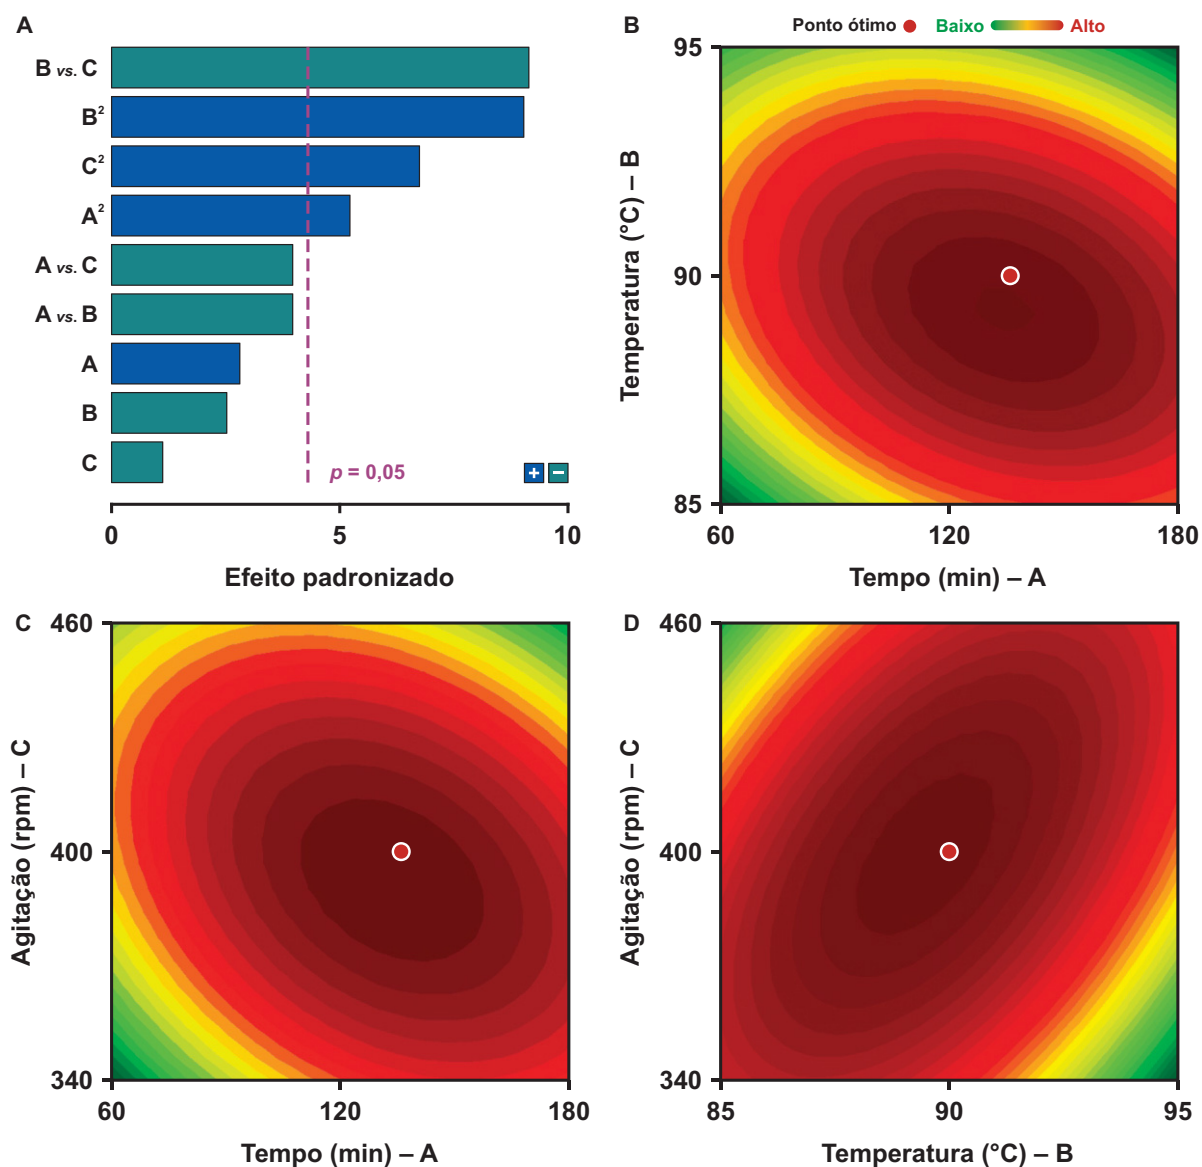 A
B vs. C
B²
C²
A²
A vs. C
A vs. B
A
B
C
p = 0,05
+ −
0 5 10
Efeito padronizado
B
Ponto ótimo Baixo Alto
95
90
85
Temperatura (°C) – B
60 120 180
Tempo (min) – A
C
460
400
340
Agitação (rpm) – C
60 120 180
Tempo (min) – A
D
460
400
340
Agitação (rpm) – C
85 90 95
Temperatura (°C) – B